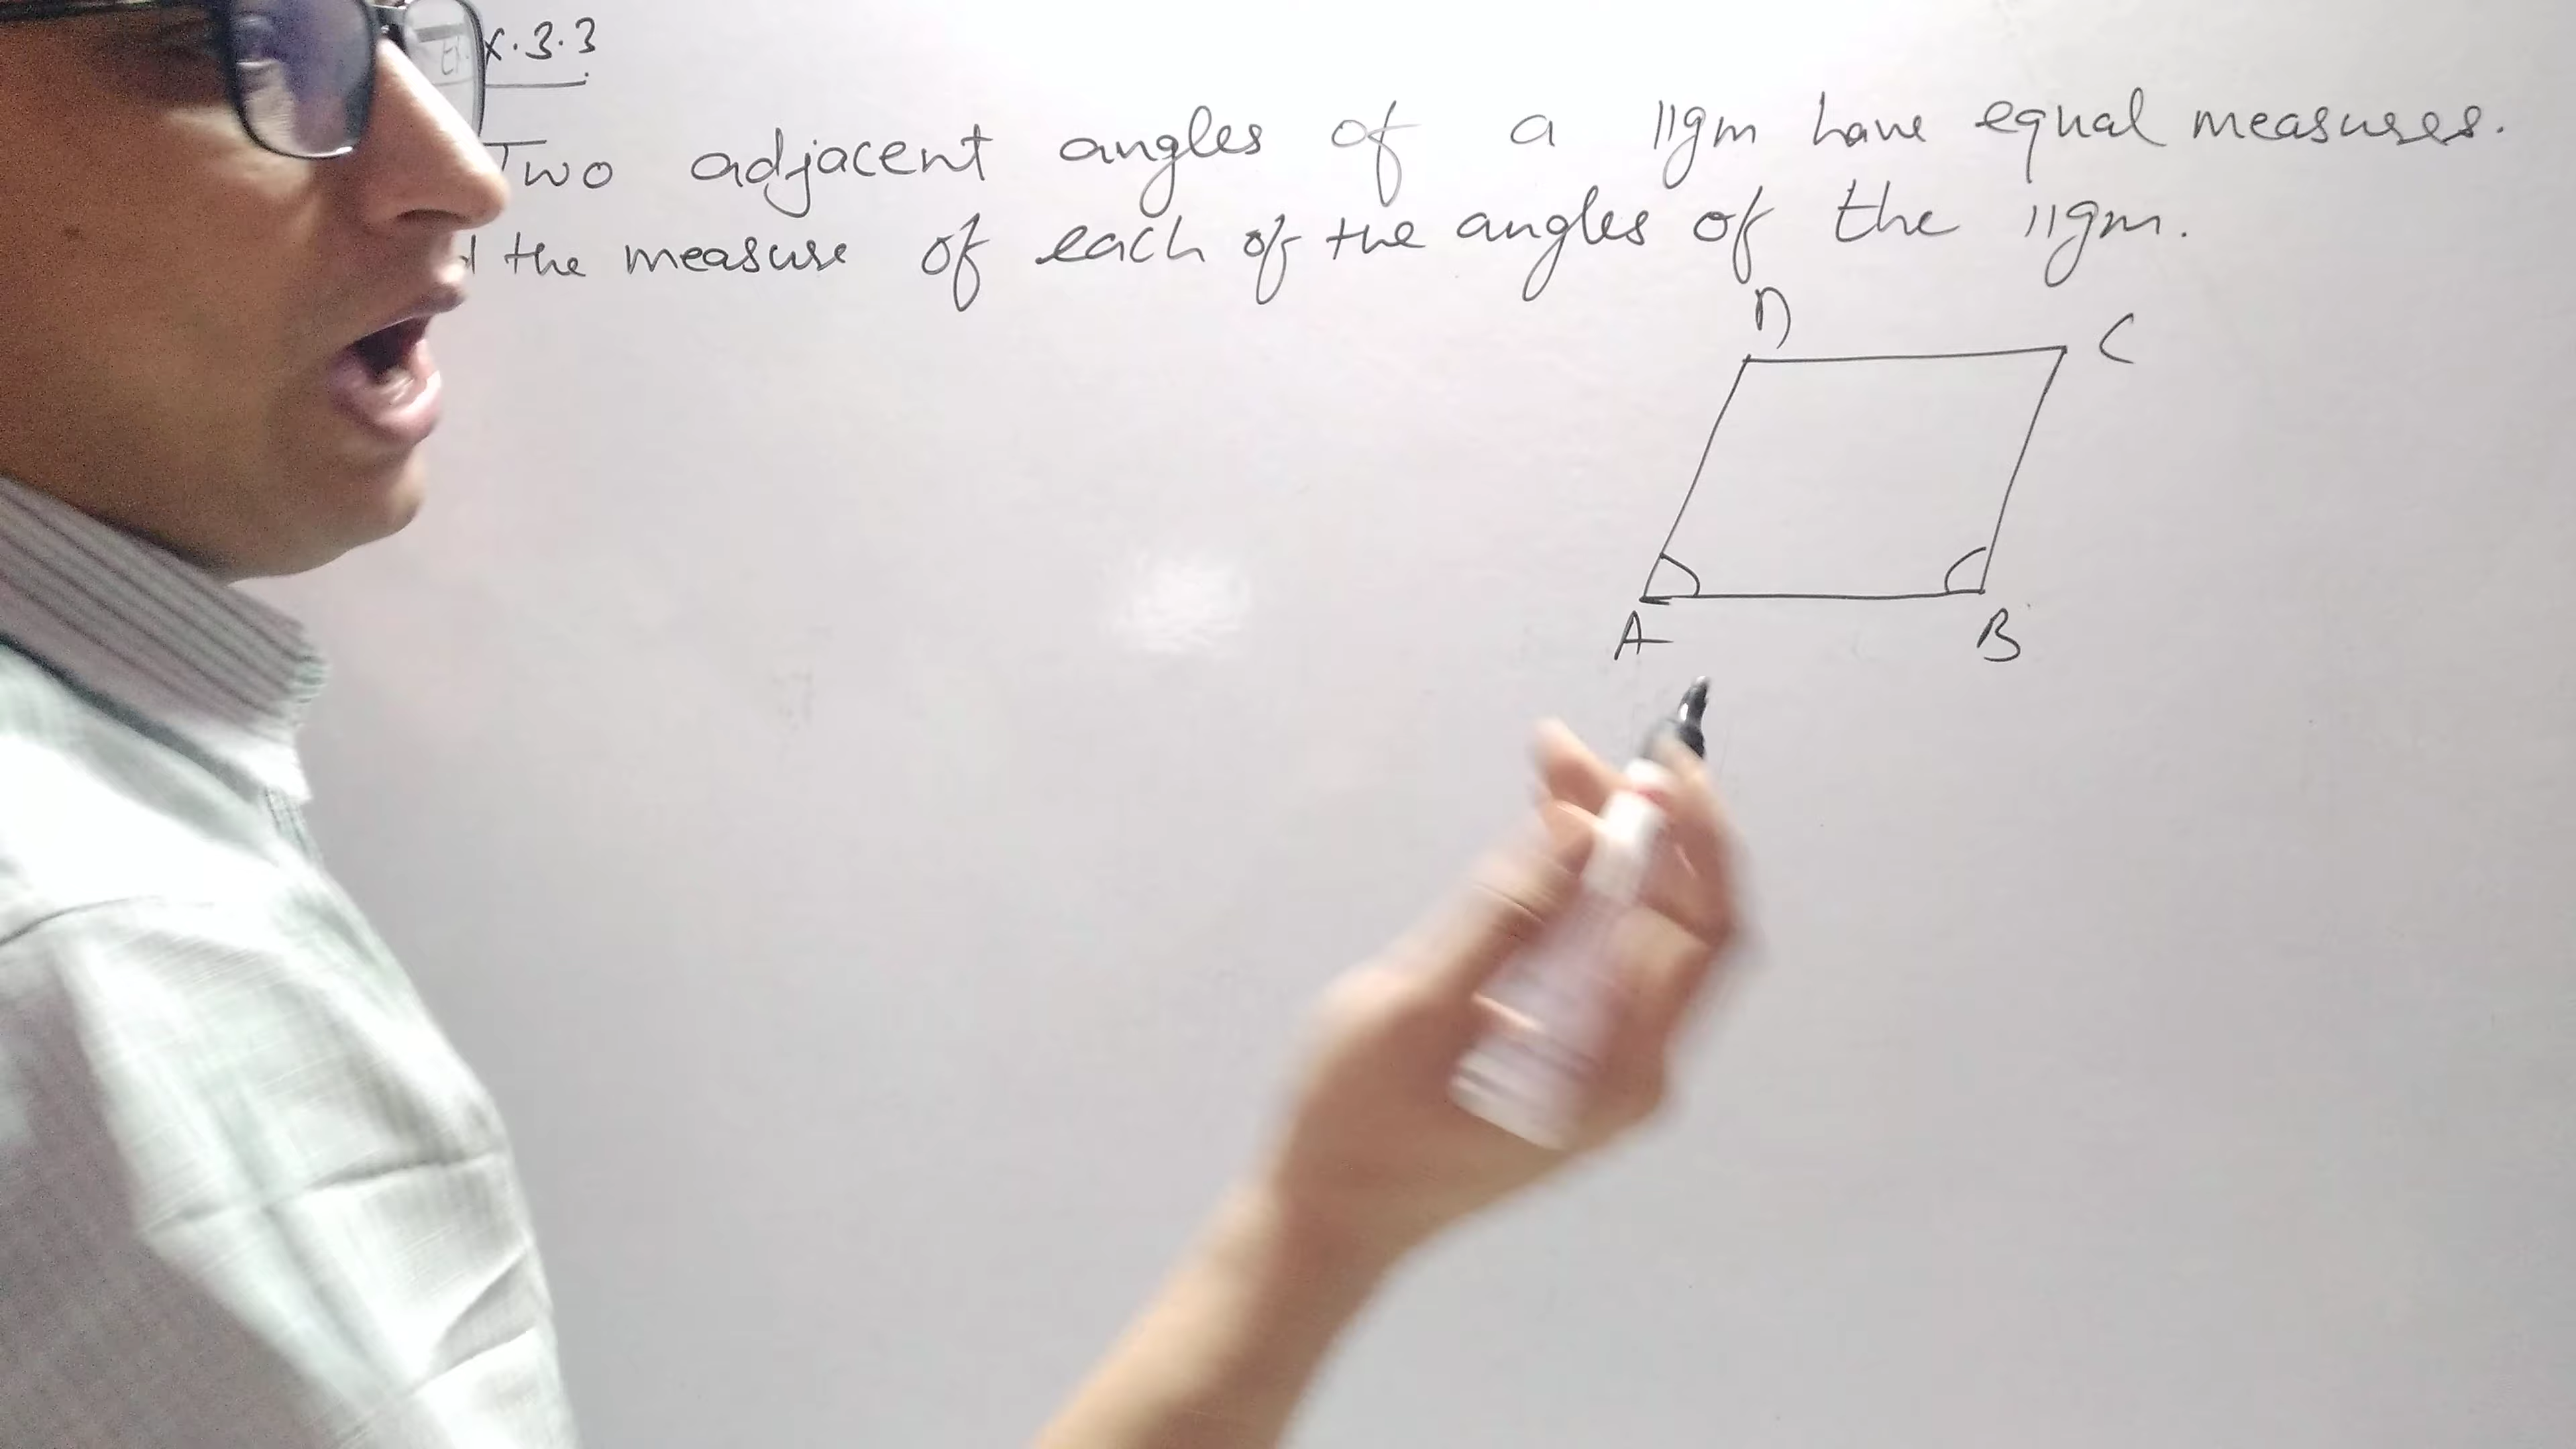 x.3.3
Two adjacent angles of a ||gm have equal measures.
the measure of each of the angles of the ||gm.
D
C
A
B